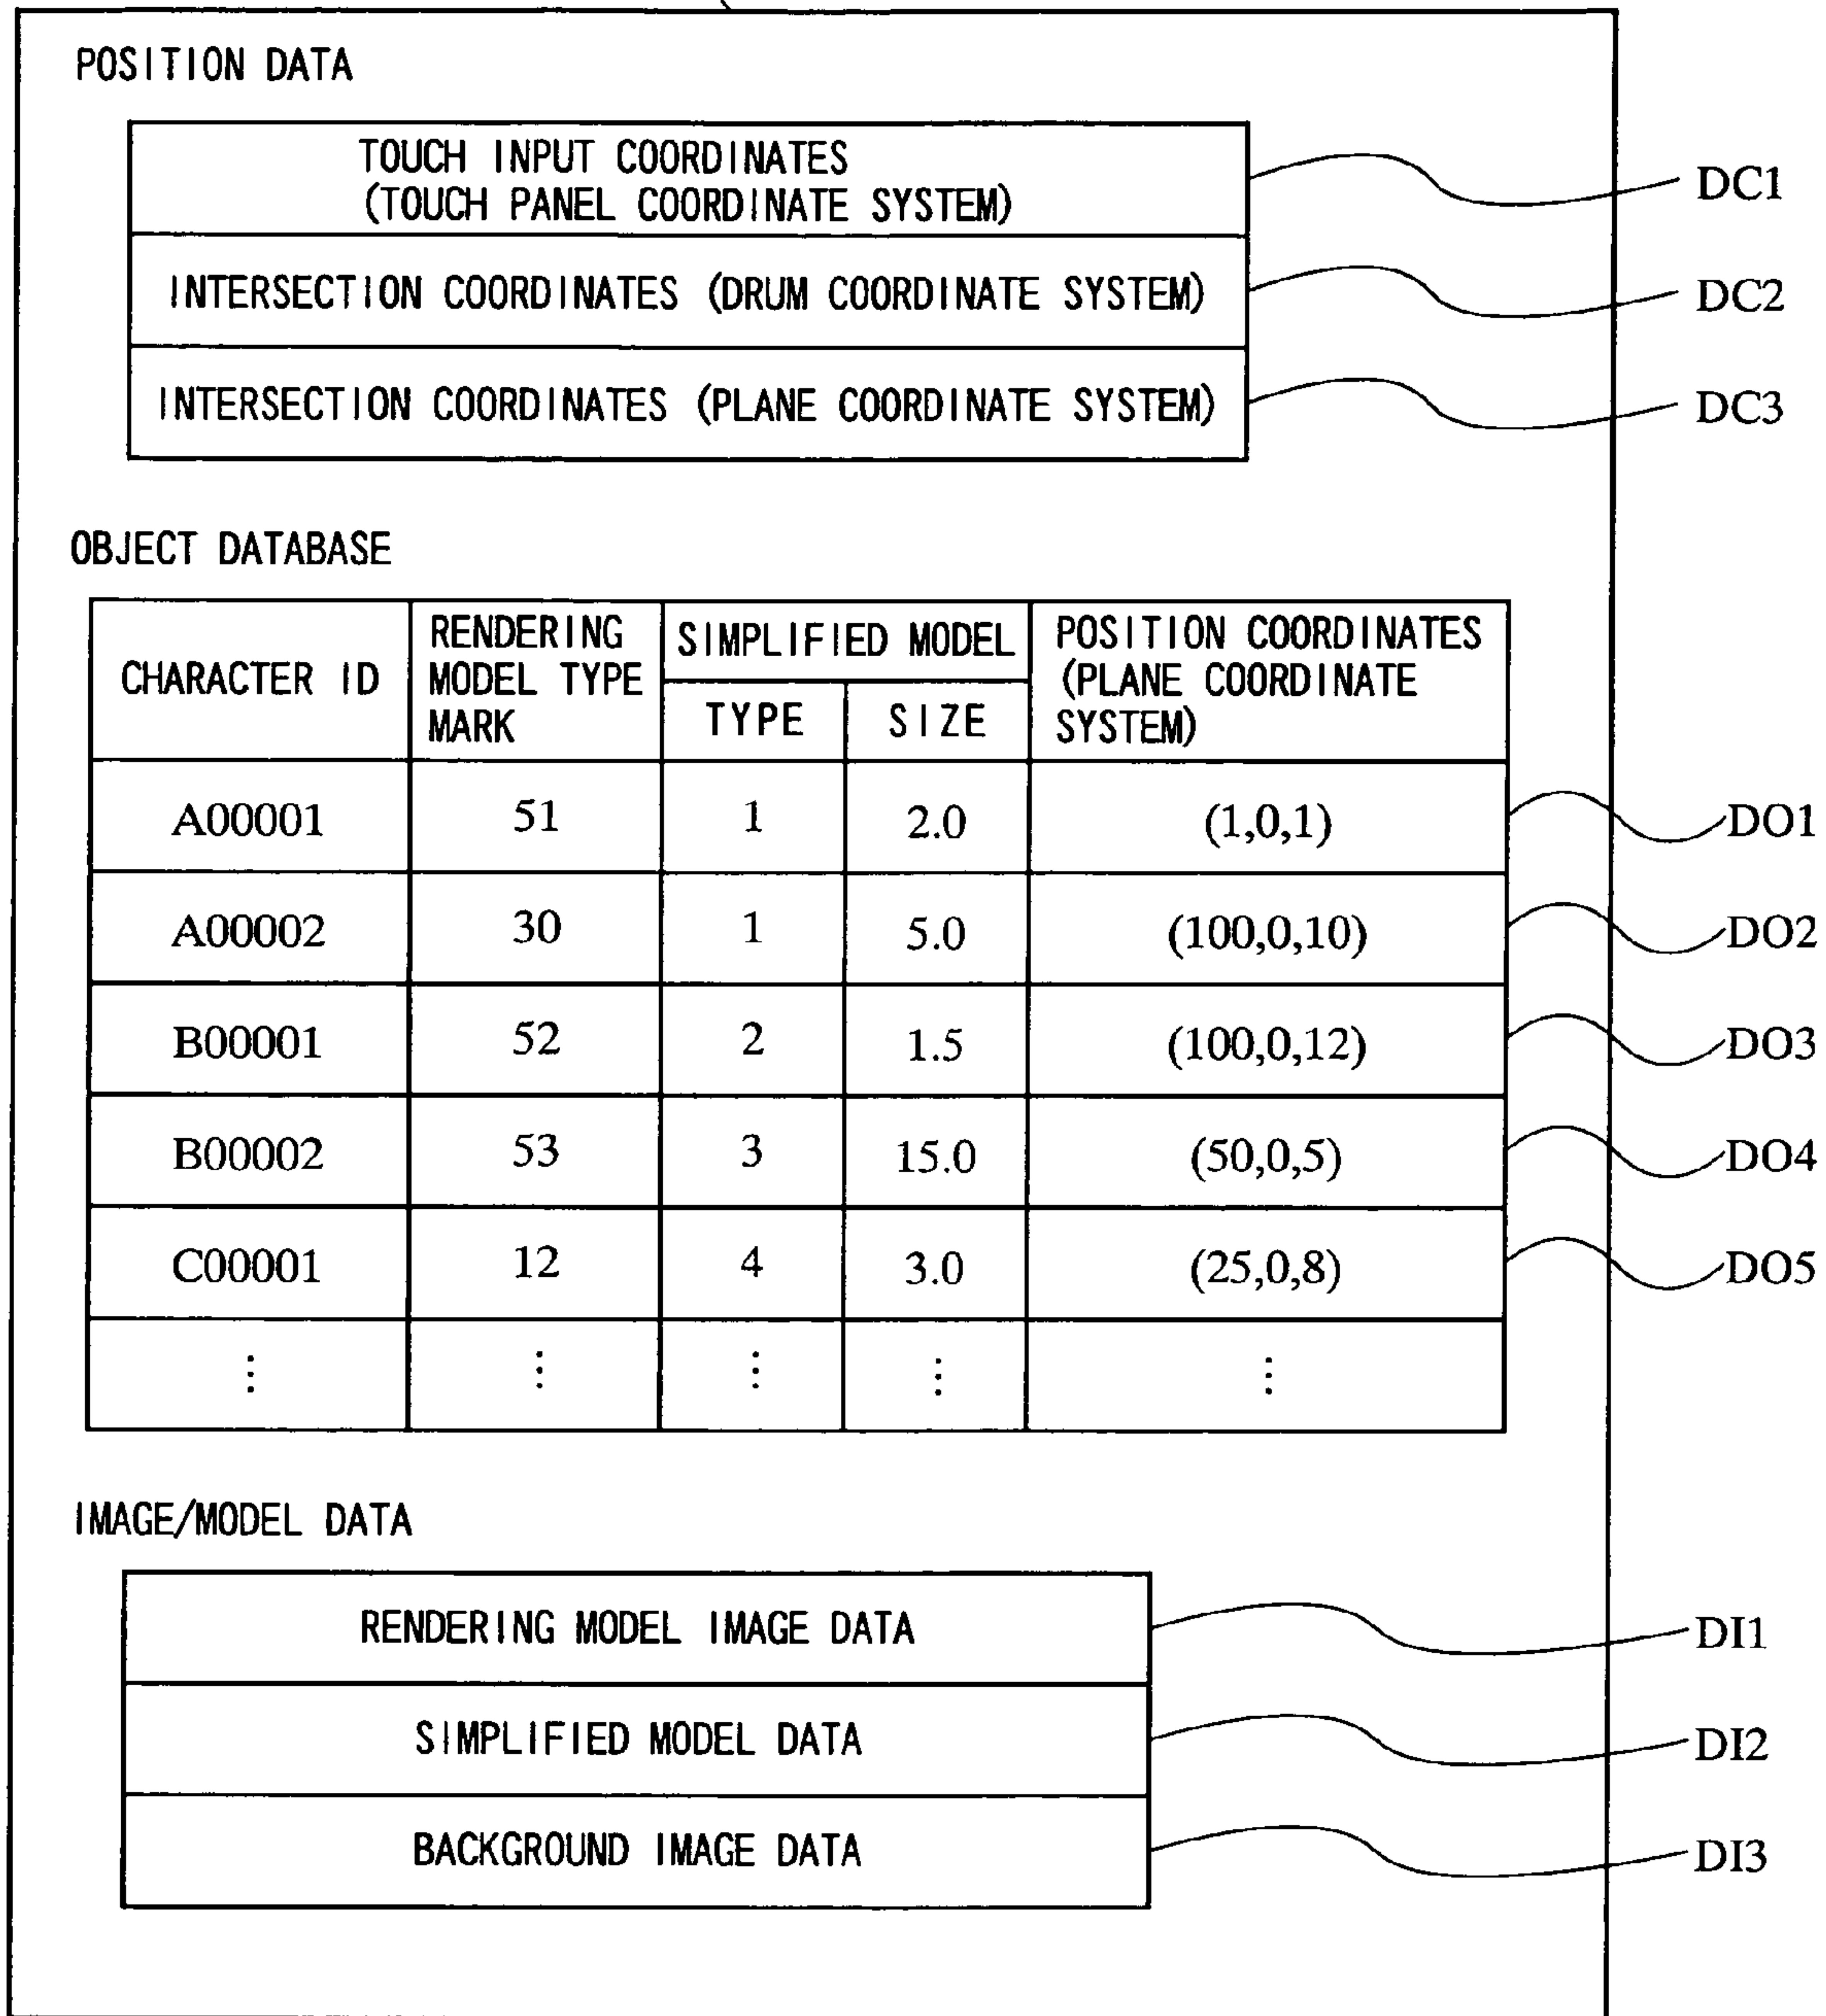 POSITION DATA
TOUCH INPUT COORDINATES
(TOUCH PANEL COORDINATE SYSTEM)
DC1
INTERSECTION COORDINATES (DRUM COORDINATE SYSTEM)
DC2
INTERSECTION COORDINATES (PLANE COORDINATE SYSTEM)
DC3
OBJECT DATABASE
CHARACTER ID
RENDERING
MODEL TYPE
MARK
SIMPLIFIED MODEL
TYPE
SIZE
POSITION COORDINATES
(PLANE COORDINATE
SYSTEM)
A00001 51 1 2.0 (1,0,1) DO1
A00002 30 1 5.0 (100,0,10) DO2
B00001 52 2 1.5 (100,0,12) DO3
B00002 53 3 15.0 (50,0,5) DO4
C00001 12 4 3.0 (25,0,8) DO5
⋮ ⋮ ⋮ ⋮ ⋮
IMAGE/MODEL DATA
RENDERING MODEL IMAGE DATA
DI1
SIMPLIFIED MODEL DATA
DI2
BACKGROUND IMAGE DATA
DI3